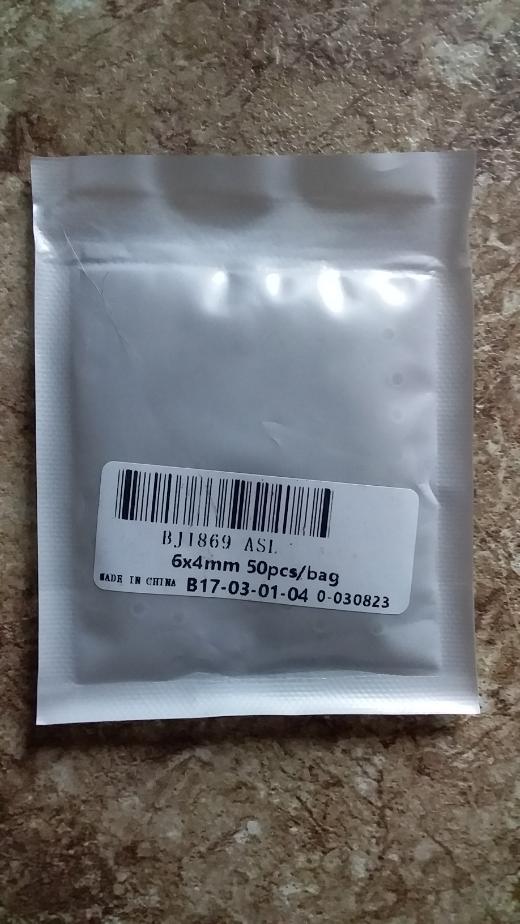 BJ1869 ASL
6x4mm 50pcs/bag
MADE IN CHINA B17-03-01-04 0-030823